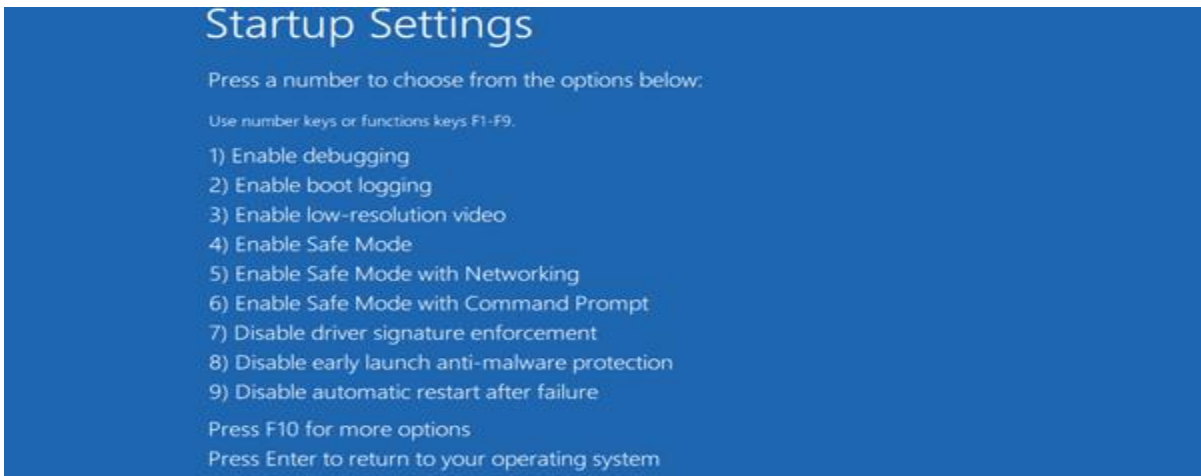 Startup Settings
Press a number to choose from the options below:
Use number keys or functions keys F1-F9.
1) Enable debugging
2) Enable boot logging
3) Enable low-resolution video
4) Enable Safe Mode
5) Enable Safe Mode with Networking
6) Enable Safe Mode with Command Prompt
7) Disable driver signature enforcement
8) Disable early launch anti-malware protection
9) Disable automatic restart after failure
Press F10 for more options
Press Enter to return to your operating system